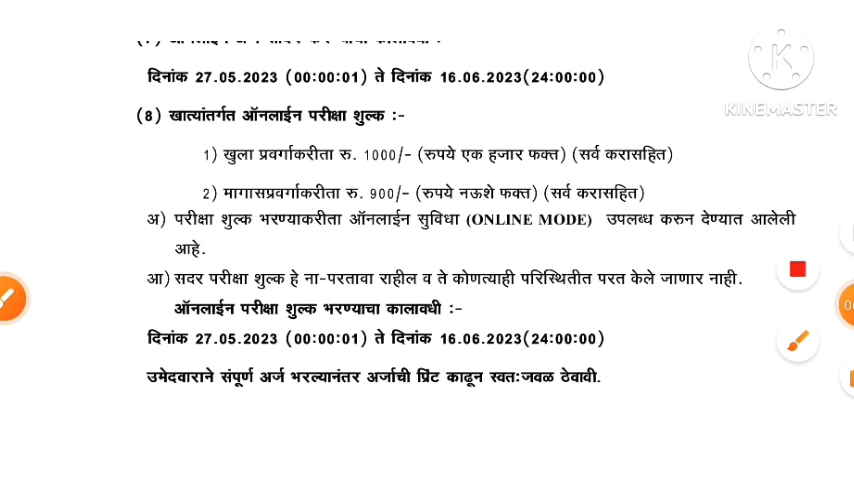 दिनांक 27.05.2023 (00:00:01) ते दिनांक 16.06.2023(24:00:00)
(8) खात्यांतर्गत ऑनलाईन परीक्षा शुल्क :-
1) खुला प्रवर्गाकरीता रु. 1000/- (रुपये एक हजार फक्त) (सर्व करासहित)
2) मागासप्रवर्गाकरीता रु. 900/- (रुपये नऊशे फक्त) (सर्व करासहित)
अ) परीक्षा शुल्क भरण्याकरीता ऑनलाईन सुविधा (ONLINE MODE) उपलब्ध करुन देण्यात आलेली
आहे.
आ) सदर परीक्षा शुल्क हे ना-परतावा राहील व ते कोणत्याही परिस्थितीत परत केले जाणार नाही.
ऑनलाईन परीक्षा शुल्क भरण्याचा कालावधी :-
दिनांक 27.05.2023 (00:00:01) ते दिनांक 16.06.2023(24:00:00)
उमेदवाराने संपूर्ण अर्ज भरल्यानंतर अर्जाची प्रिंट काढून स्वतःजवळ ठेवावी.
K
KINEMASTER